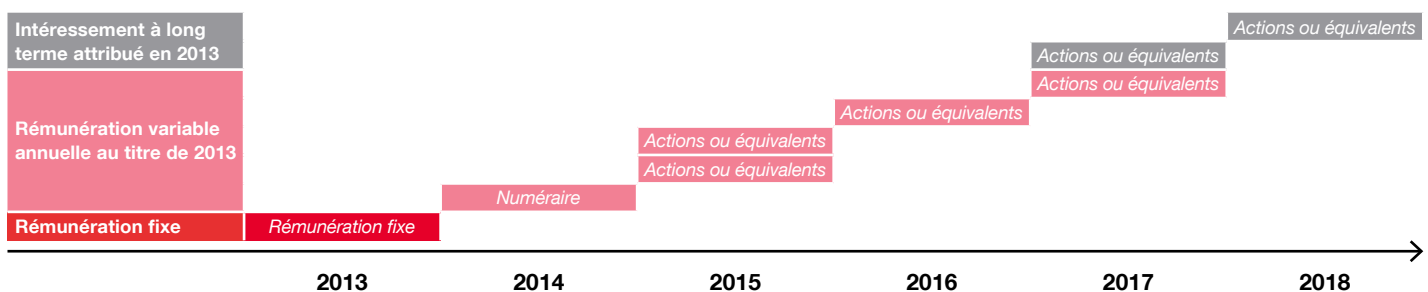 Intéressement à long
terme attribué en 2013
Actions ou équivalents
Actions ou équivalents
Rémunération variable
annuelle au titre de 2013
Actions ou équivalents
Actions ou équivalents
Actions ou équivalents
Actions ou équivalents
Numéraire
Rémunération fixe
Rémunération fixe
2013 2014 2015 2016 2017 2018